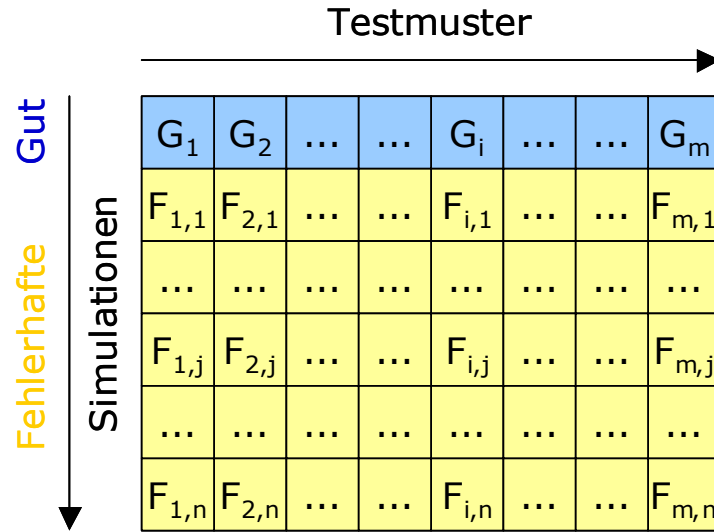 Testmuster
Gut
Fehlerhafte
Simulationen
G1 G2 ... ... Gi ... ... Gm
F1,1 F2,1 ... ... Fi,1 ... ... Fm,1
... ... ... ... ... ... ... ...
F1,j F2,j ... ... Fi,j ... ... Fm,j
... ... ... ... ... ... ... ...
F1,n F2,n ... ... Fi,n ... ... Fm,n